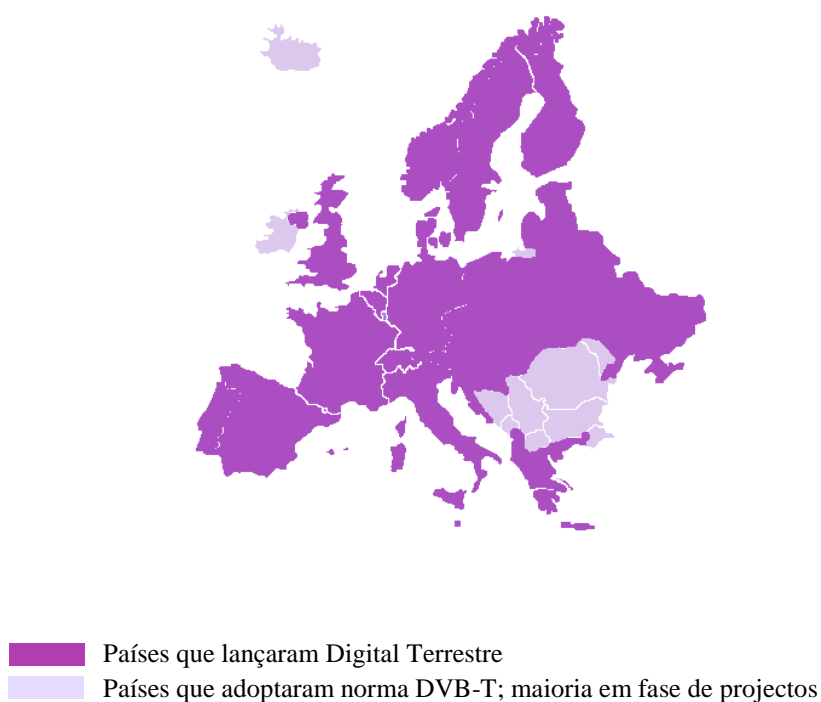 Países que lançaram Digital Terrestre
Países que adoptaram norma DVB-T; maioria em fase de projectos